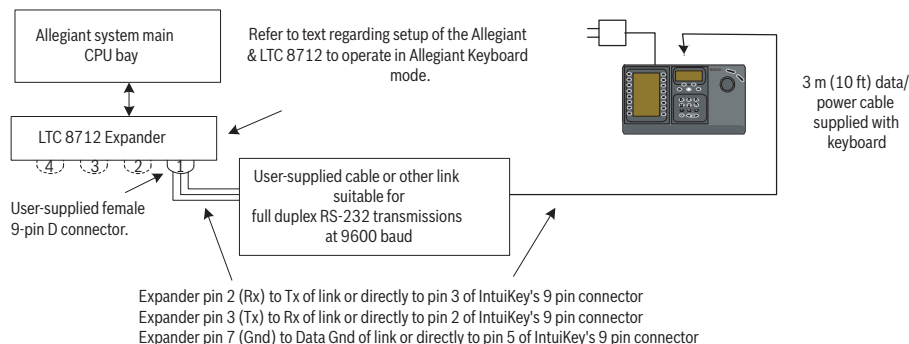 Allegiant system main
CPU bay
Refer to text regarding setup of the Allegiant
& LTC 8712 to operate in Allegiant Keyboard
mode.
3 m (10 ft) data/
power cable
supplied with
keyboard
LTC 8712 Expander
4 3 2 1
User-supplied female
9-pin D connector.
User-supplied cable or other link
suitable for
full duplex RS-232 transmissions
at 9600 baud
Expander pin 2 (Rx) to Tx of link or directly to pin 3 of IntuiKey's 9 pin connector
Expander pin 3 (Tx) to Rx of link or directly to pin 2 of IntuiKey's 9 pin connector
Expander pin 7 (Gnd) to Data Gnd of link or directly to pin 5 of IntuiKey's 9 pin connector